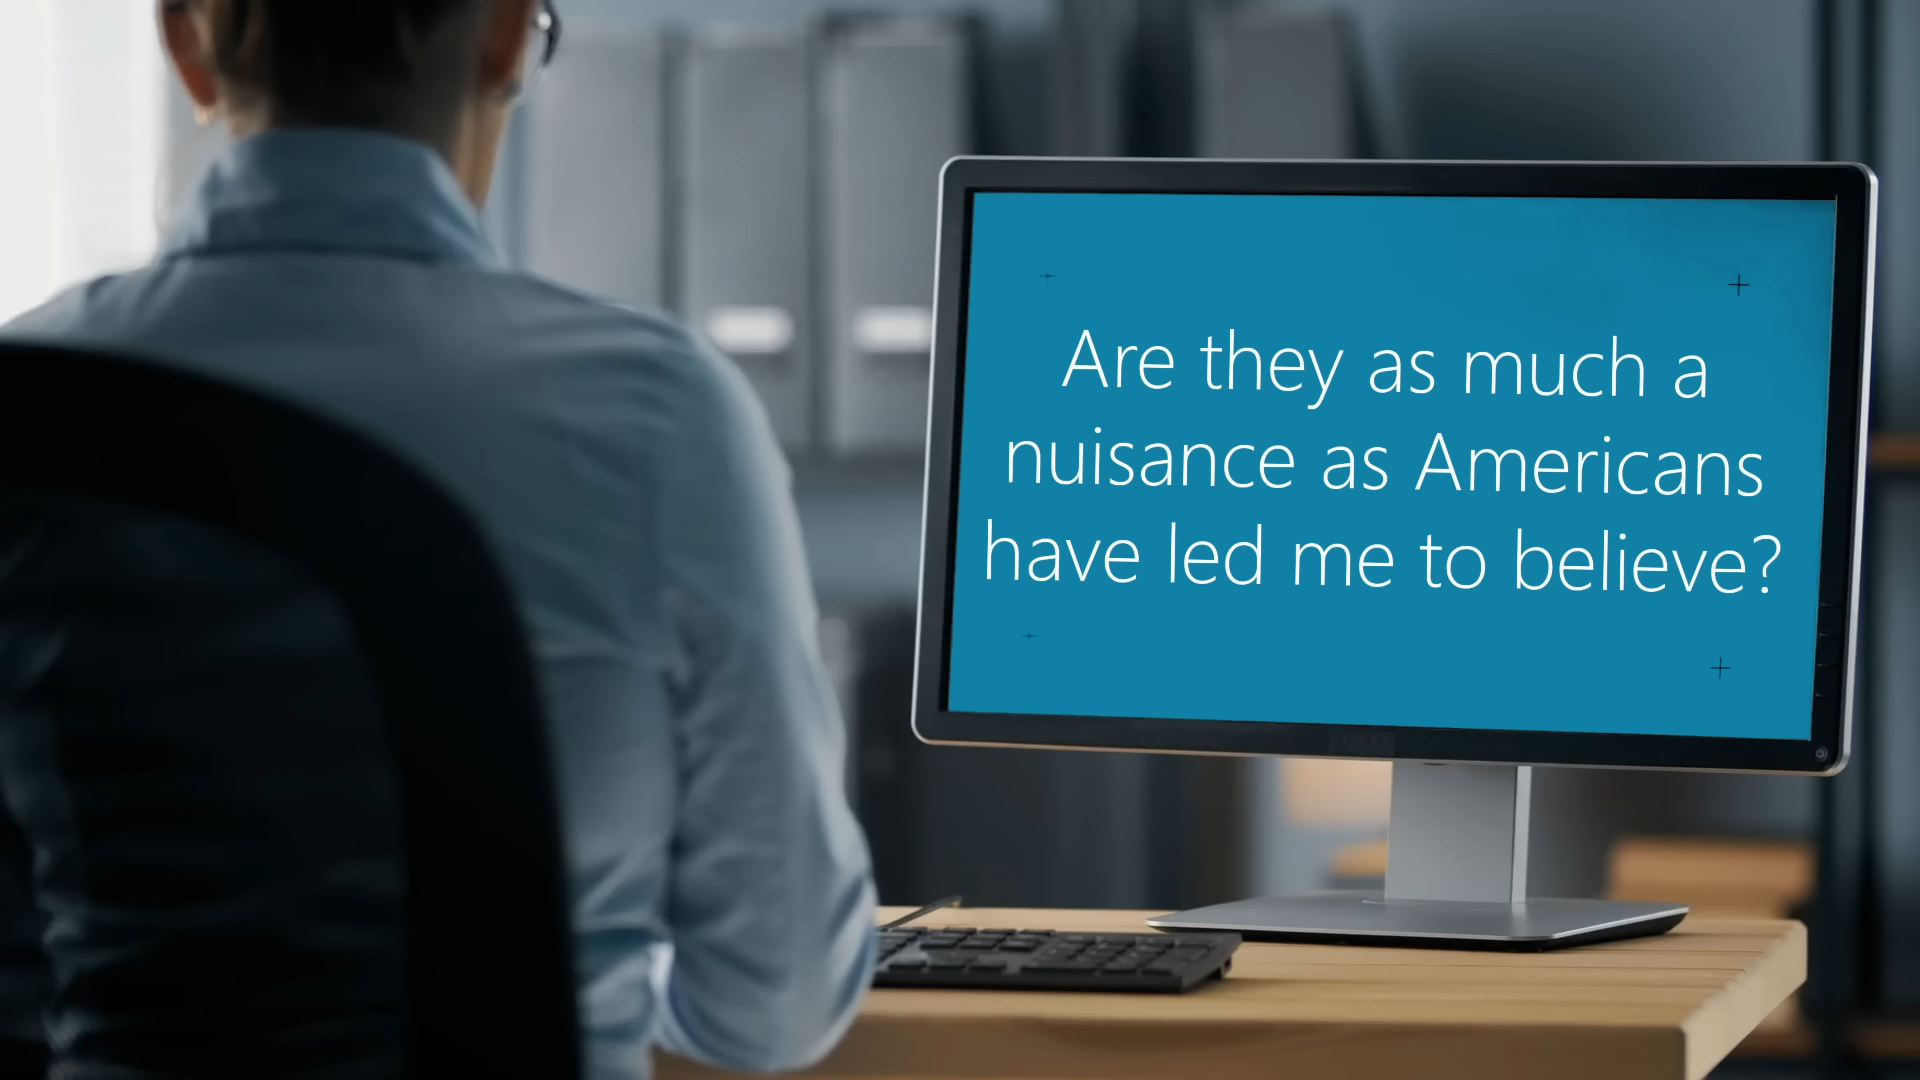 Are they as much a
nuisance as Americans
have led me to believe?